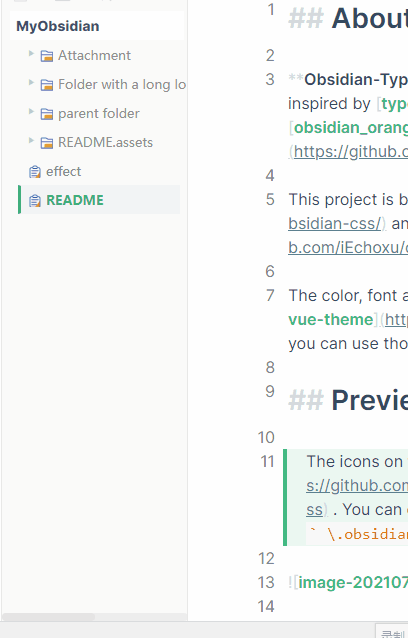 MyObsidian
Attachment
Folder with a long lo
parent folder
README.assets
effect
README
1 ## About
2
3 **Obsidian-Typ
inspired by [typo
[obsidian_orang
(https://github.c
4
5 This project is b
bsidian-css/) an
b.com/iEchoxu/o
6
7 The color, font a
vue-theme](http
you can use tho
8
9 ## Previe
10
11 The icons on
s://github.com
ss) . You can
` \.obsidian
12
13 ![image-202107
14